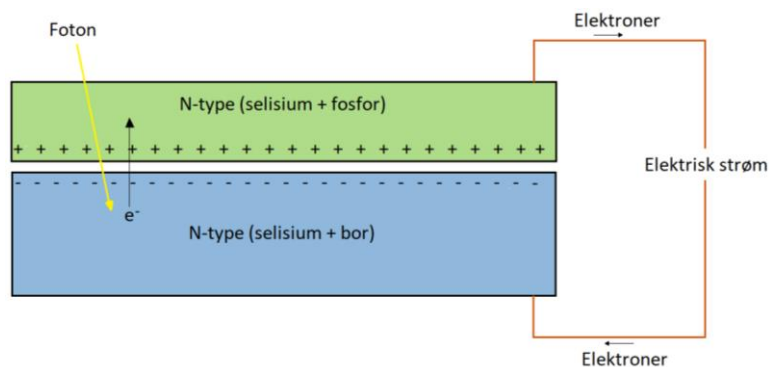 Elektroner
Foton
N-type (selisium + fosfor)
+ + + + + + + + + + + + + + + + + + + + + + + +
Elektrisk strøm
- - - - - - - - - - - - - - - - - - - - - - - -
e-
N-type (selisium + bor)
Elektroner